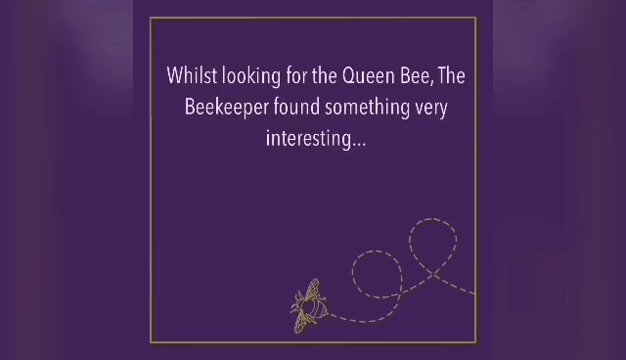 Whilst looking for the Queen Bee, The
Beekeeper found something very
interesting...